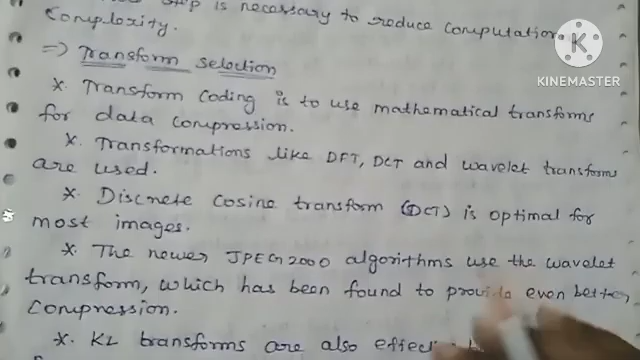 step is necessary to reduce computation
Complexity.
=> Transform Selection
* Transform Coding is to use mathematical transforms
for data compression.
* Transformations like DFT, DCT and wavelet transforms
are used.
* Discrete Cosine transform (DCT) is optimal for
most images.
* The newer JPEG 2000 algorithms use the wavelet
transform, which has been found to provide even better
Compression.
* KL transforms are also
K
KINEMASTER